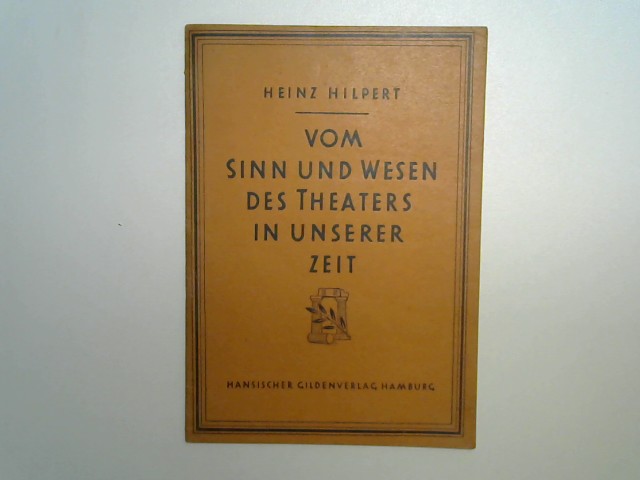 HEINZ HILPERT
VOM
SINN UND WESEN
DES THEATERS
IN UNSERER
ZEIT
HANSISCHER GILDENVERLAG, HAMBURG